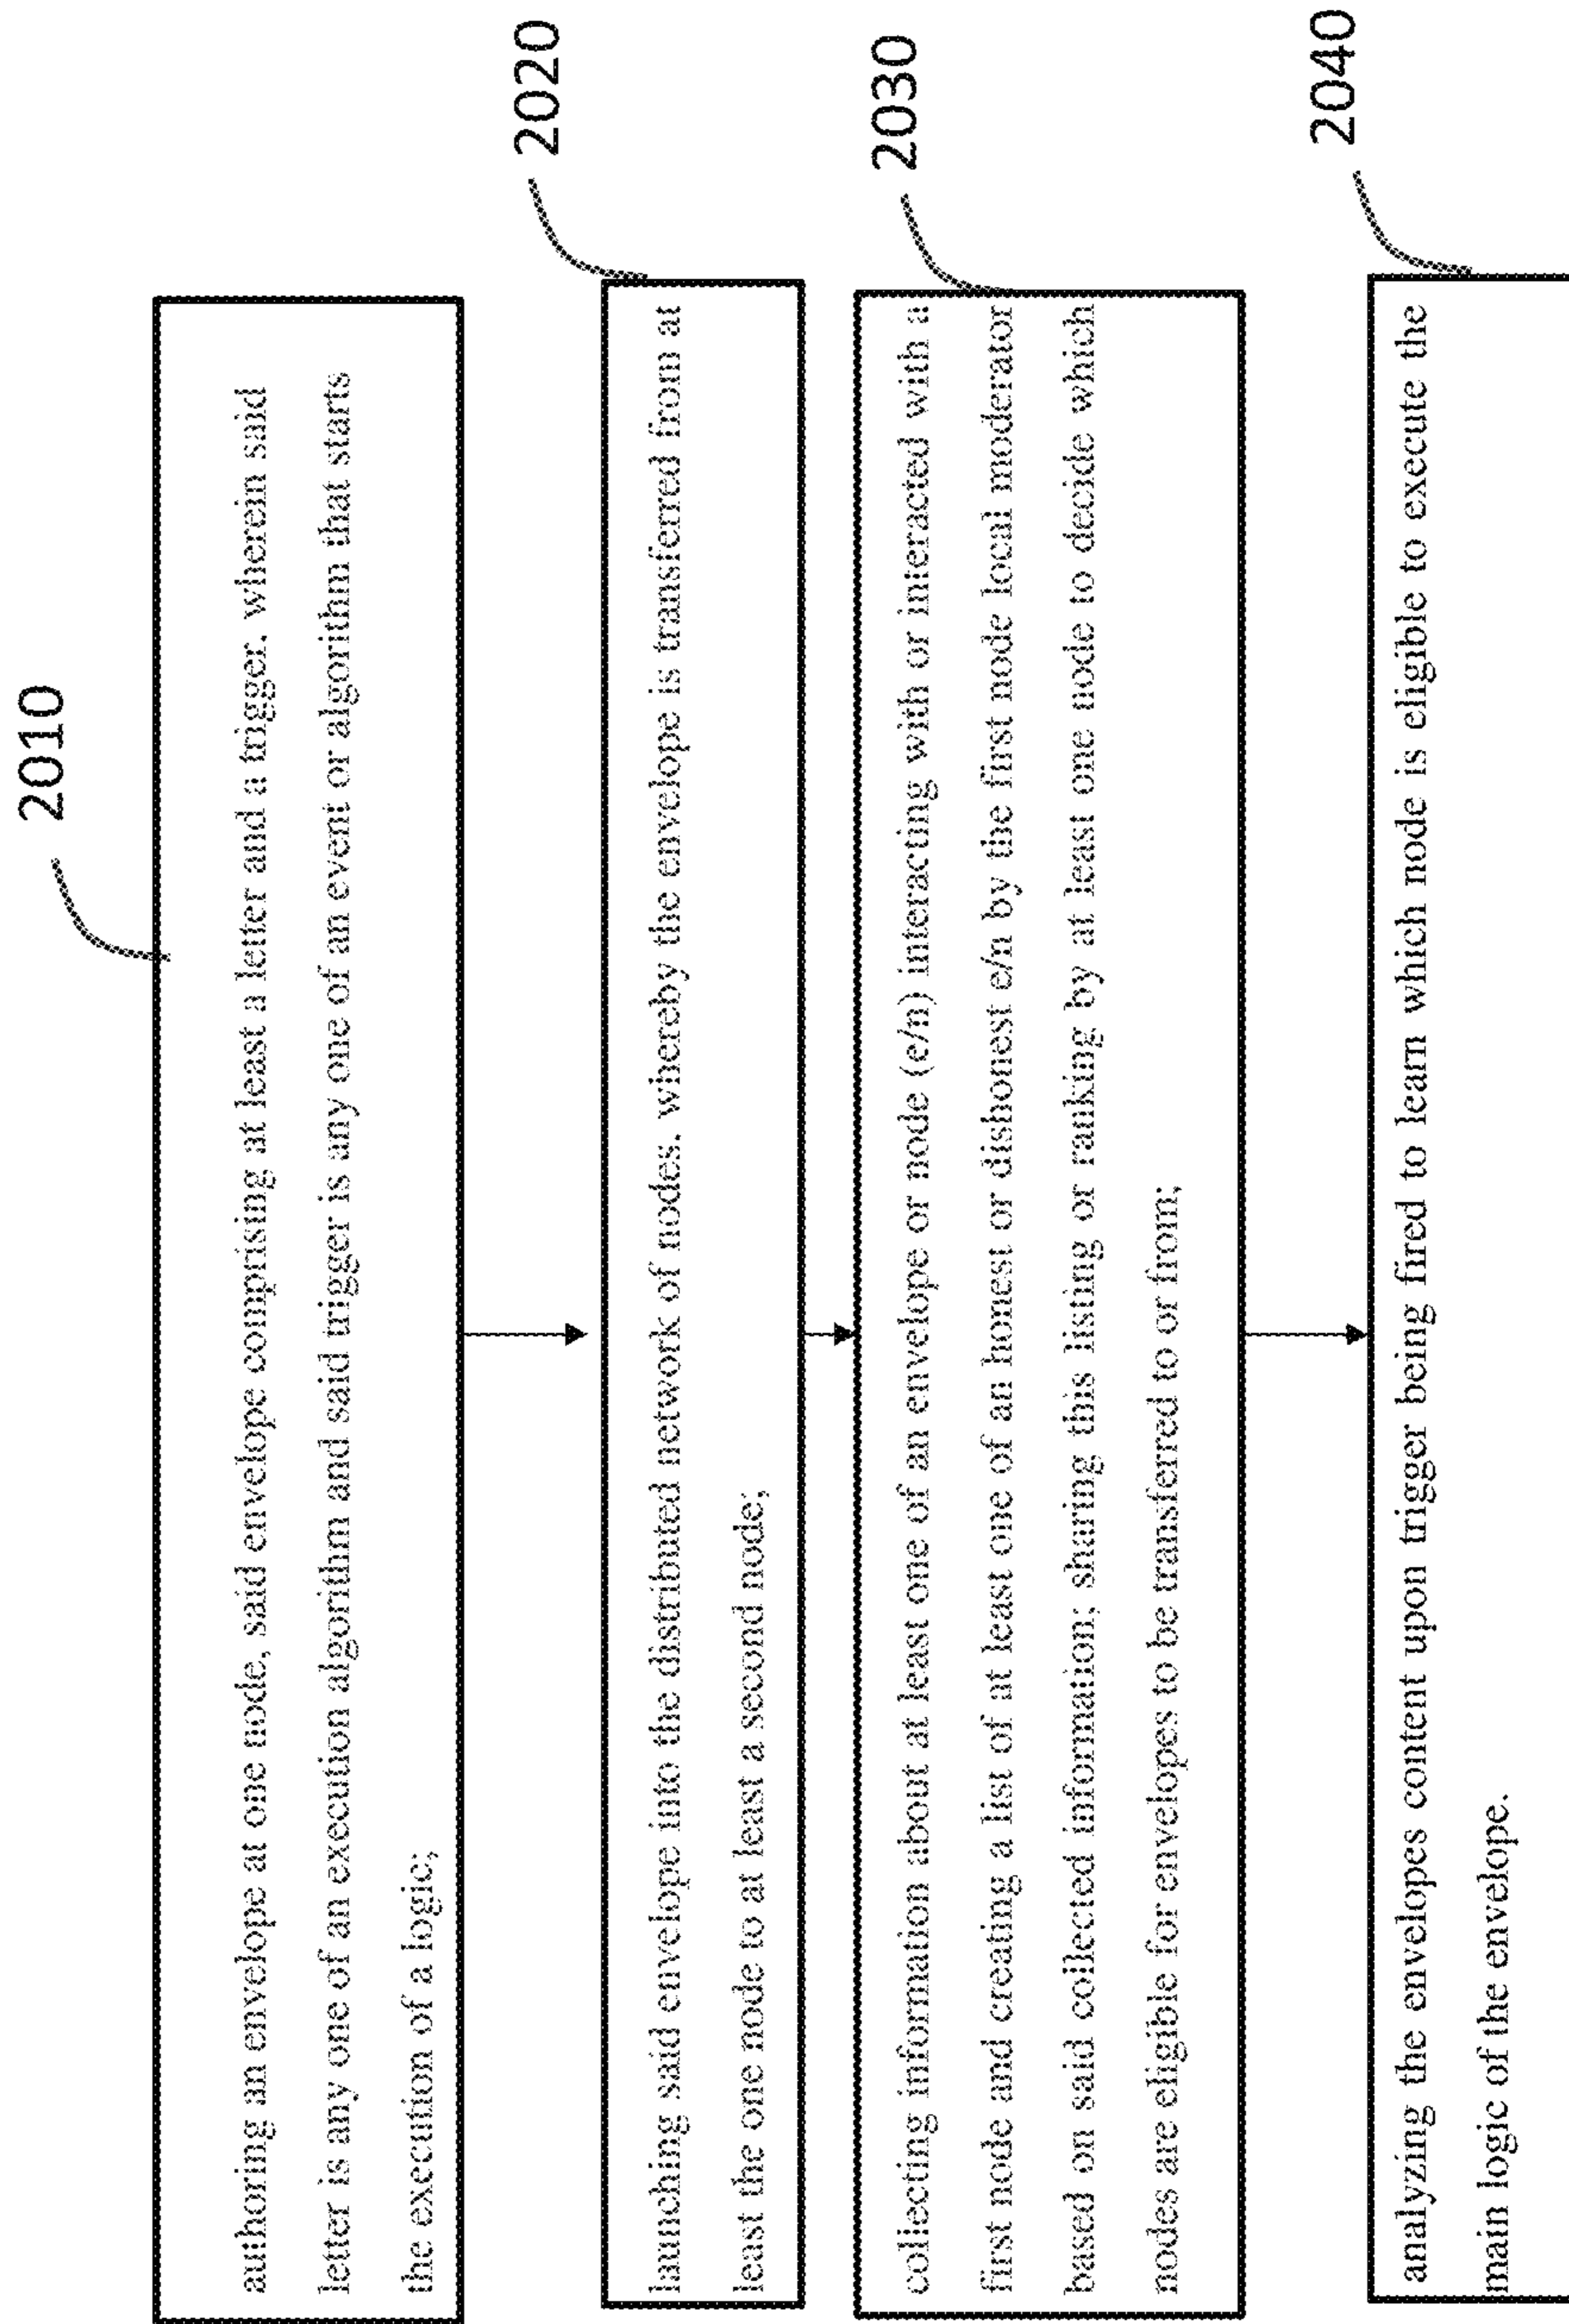 2010
authoring an envelope at one node, said envelope comprising at least a letter and a trigger, wherein said
letter is any one of an execution algorithm and said trigger is any one of an event or algorithm that starts
the execution of a logic;
2020
launching said envelope into the distributed network of nodes, whereby the envelope is transferred from at
least the one node to at least a second node;
2030
collecting information about at least one of an envelope or node (e/n) interacting with or interacted with a
first node and creating a list of at least one of an honest or dishonest e/n by the first node local moderator
based on said collected information; sharing this listing or ranking by at least one node to decide which
nodes are eligible for envelopes to be transferred to or from;
2040
analyzing the envelopes content upon trigger being fired to learn which node is eligible to execute the
main logic of the envelope.